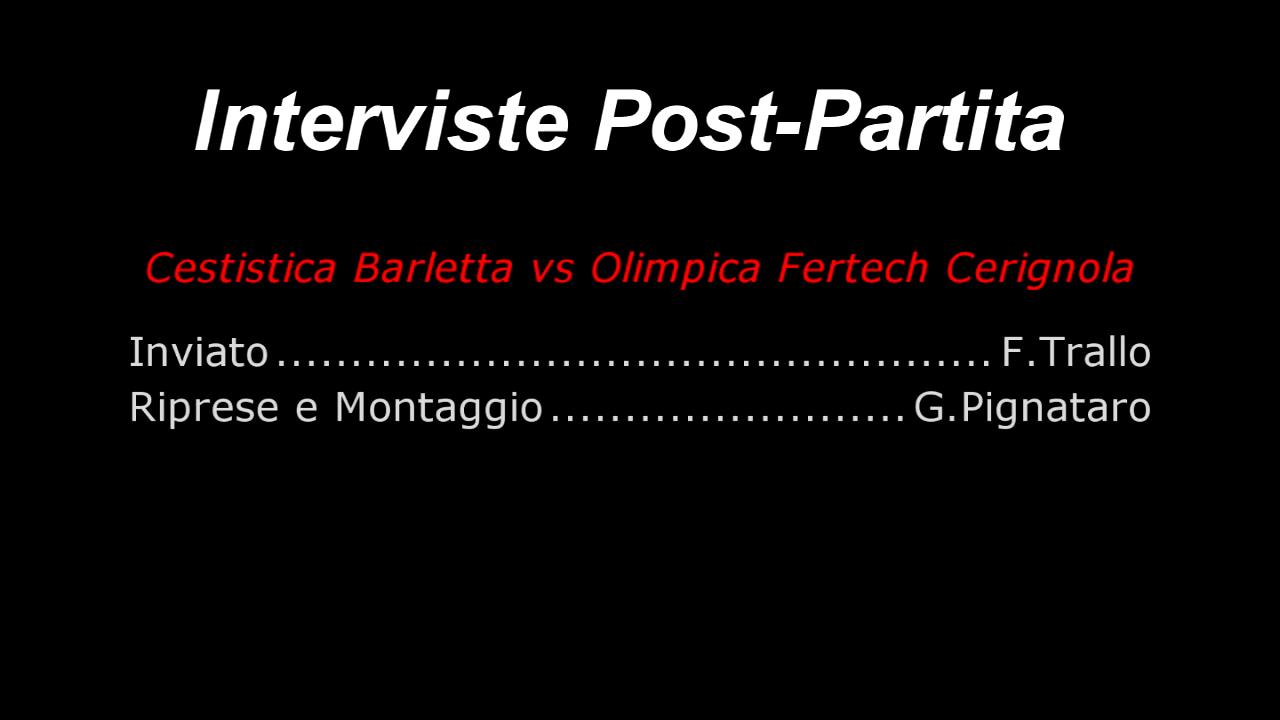 Interviste Post-Partita
Cestistica Barletta vs Olimpica Fertech Cerignola
Inviato................................................F.Trallo
Riprese e Montaggio........................G.Pignataro